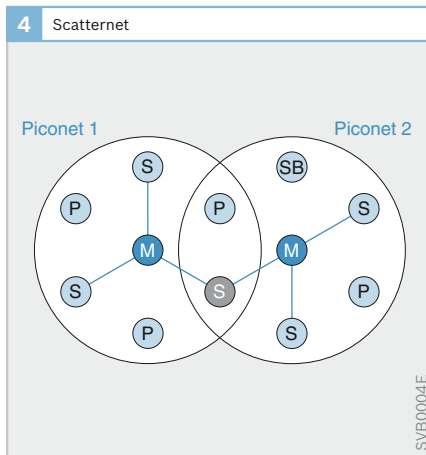 4 Scatternet
Piconet 1 Piconet 2
S SB
P P S
M M
S S P
P S
SVB0004E